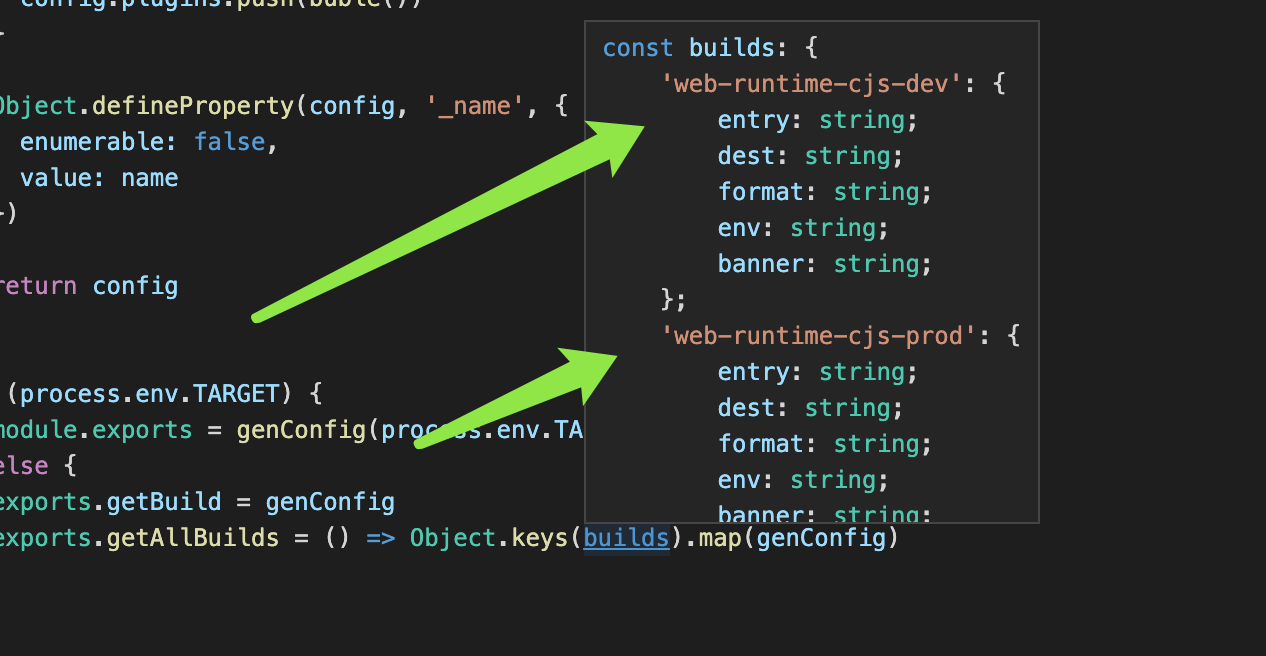 config.plugins.push(buble())
Object.defineProperty(config, '_name', {
enumerable: false,
value: name
})
return config
(process.env.TARGET) {
module.exports = genConfig(process.env.TA
else {
exports.getBuild = genConfig
exports.getAllBuilds = () => Object.keys(builds).map(genConfig)
const builds: {
'web-runtime-cjs-dev': {
entry: string;
dest: string;
format: string;
env: string;
banner: string;
};
'web-runtime-cjs-prod': {
entry: string;
dest: string;
format: string;
env: string;
banner: string;